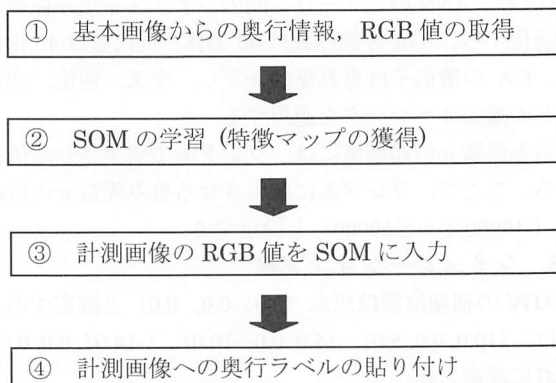 ① 基本画像からの奥行情報，RGB 値の取得
② SOM の学習 (特徴マップの獲得)
③ 計測画像の RGB 値を SOM に入力
④ 計測画像への奥行ラベルの貼り付け